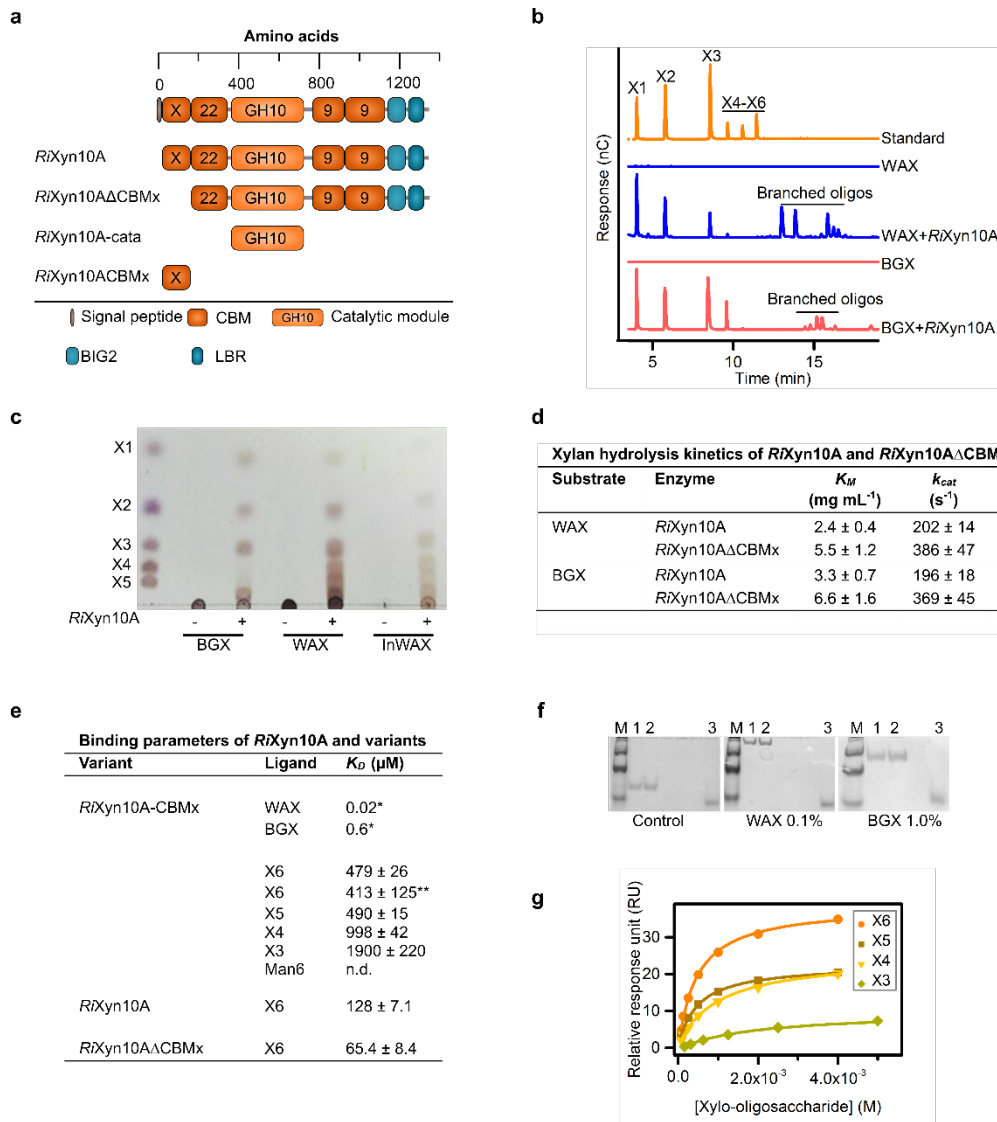 a
Amino acids
0 400 800 1200
X 22 GH10 9 9
RiXyn10A X 22 GH10 9 9
RiXyn10AΔCBMx 22 GH10 9 9
RiXyn10A-cata GH10
RiXyn10ACBMx X
Signal peptide CBM GH10 Catalytic module
BIG2 LBR
b
Response (nC)
X1 X2 X3 X4-X6
Standard
WAX
Branched oligos
WAX+RiXyn10A
BGX
Branched oligos
BGX+RiXyn10A
5 10 15
Time (min)
c
X1
X2
X3
X4
X5
RiXyn10A - + - + - +
BGX WAX InWAX
d
Xylan hydrolysis kinetics of RiXyn10A and RiXyn10AΔCBM
Substrate Enzyme KM kcat
(mg mL-1) (s-1)
WAX RiXyn10A 2.4 ± 0.4 202 ± 14
RiXyn10AΔCBMx 5.5 ± 1.2 386 ± 47
BGX RiXyn10A 3.3 ± 0.7 196 ± 18
RiXyn10AΔCBMx 6.6 ± 1.6 369 ± 45
e
Binding parameters of RiXyn10A and variants
Variant Ligand KD (µM)
RiXyn10A-CBMx WAX 0.02*
BGX 0.6*
X6 479 ± 26
X6 413 ± 125**
X5 490 ± 15
X4 998 ± 42
X3 1900 ± 220
Man6 n.d.
RiXyn10A X6 128 ± 7.1
RiXyn10AΔCBMx X6 65.4 ± 8.4
f
M 1 2 3 M 1 2 3 M 1 2 3
Control WAX 0.1% BGX 1.0%
g
Relative response unit (RU)
30
20
10
0
X6
X5
X4
X3
0.0 2.0x10-3 4.0x10-3
[Xylo-oligosaccharide] (M)